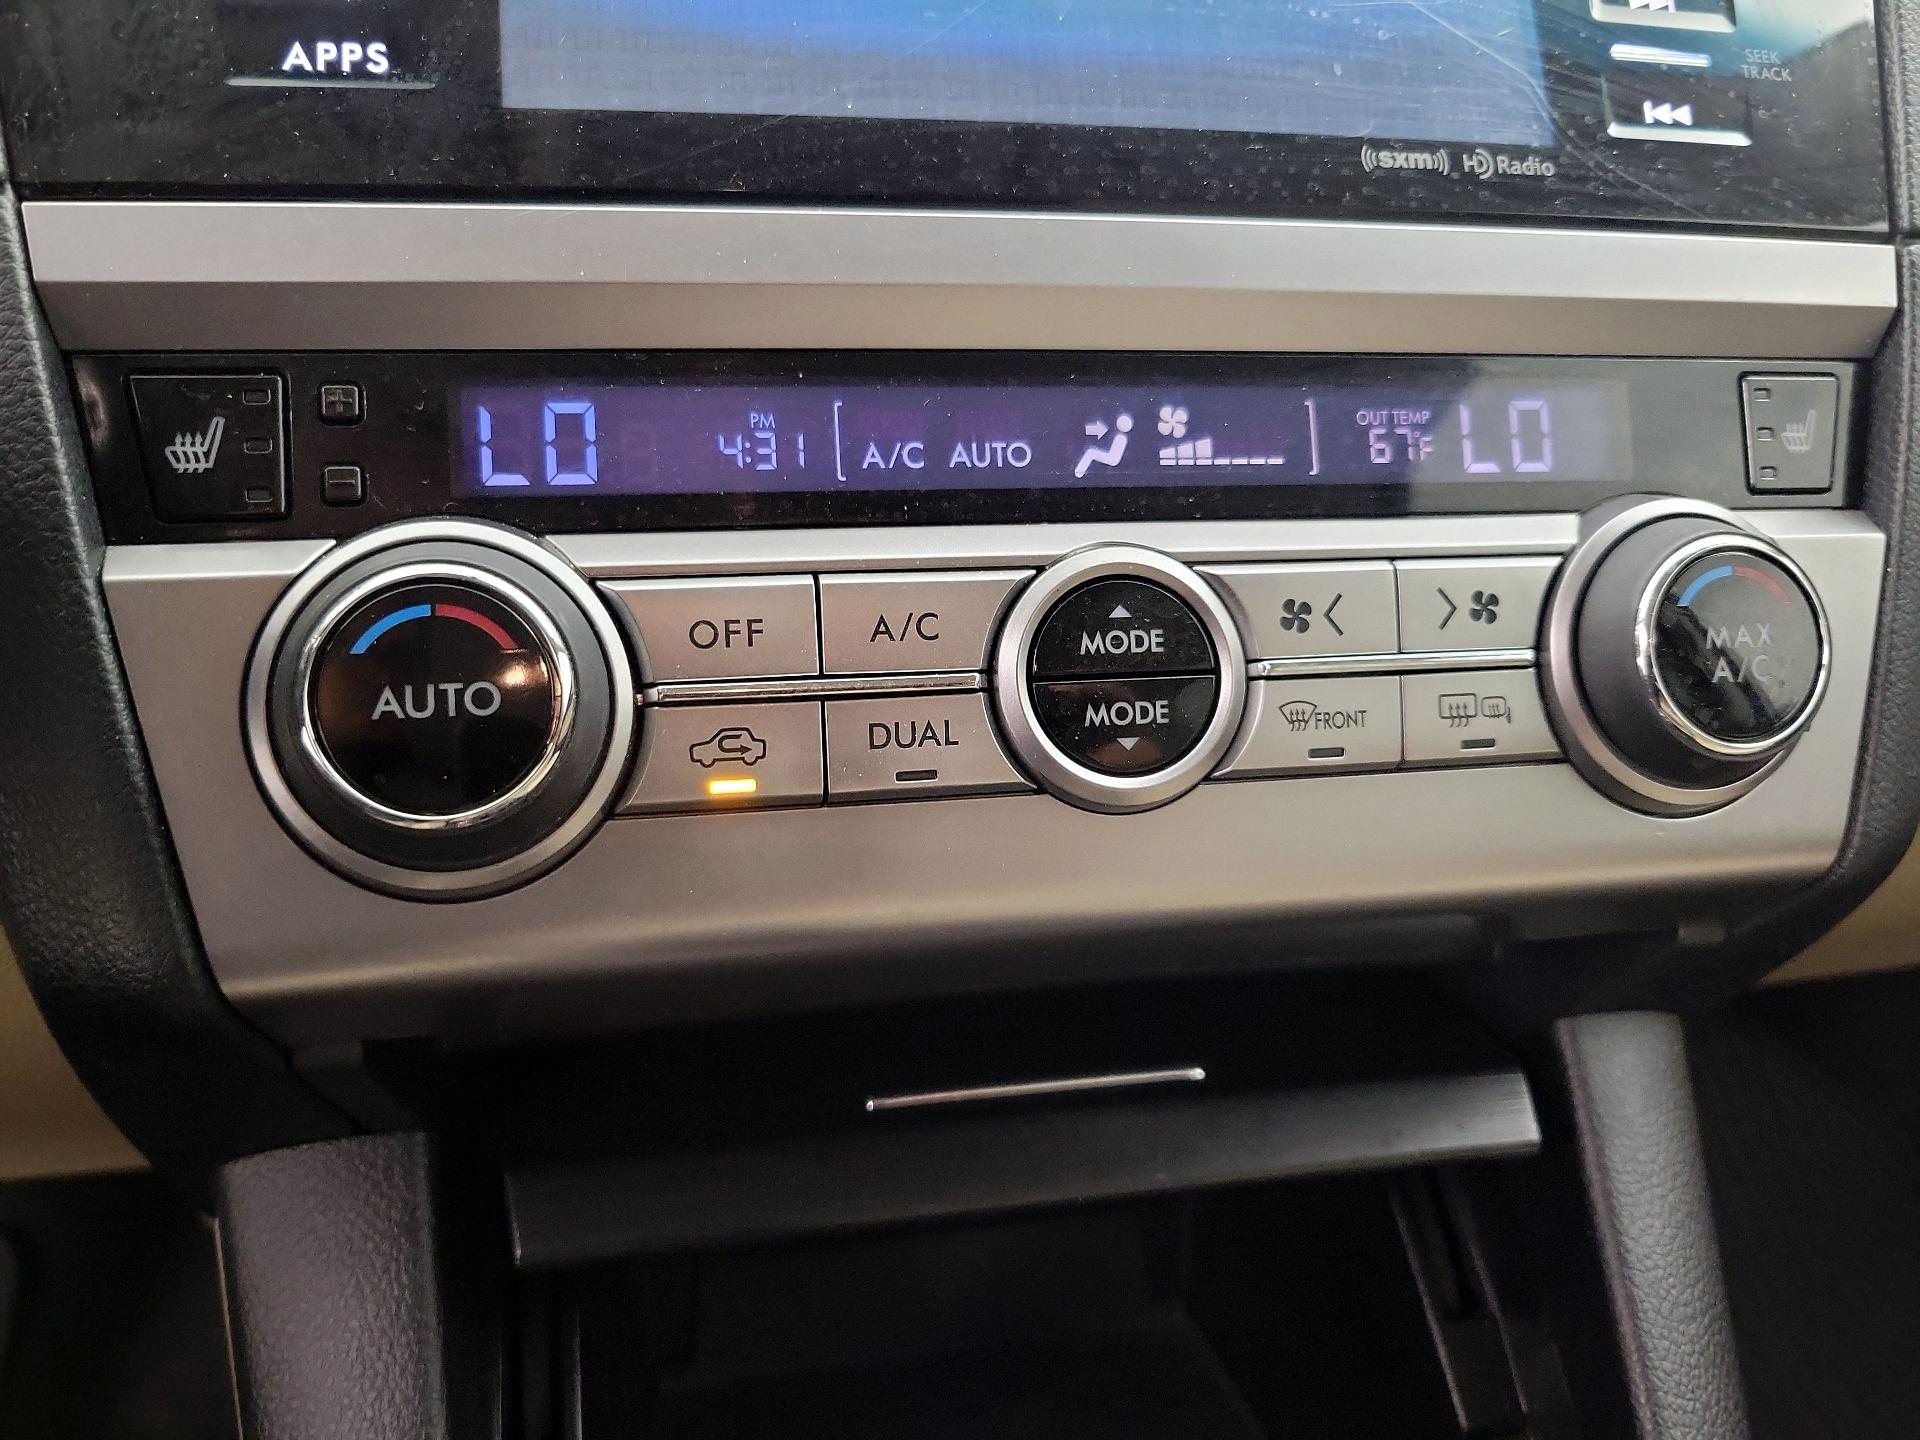 APPS
SEEK
TRACK
sxm HD Radio
LO PM 4:31 A/C AUTO OUT TEMP 67°F LO
OFF A/C MODE
AUTO DUAL MODE FRONT
MAX
A/C